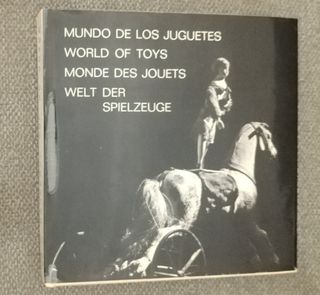 MUNDO DE LOS JUGUETES
WORLD OF TOYS
MONDE DES JOUETS
WELT DER
SPIELZEUGE